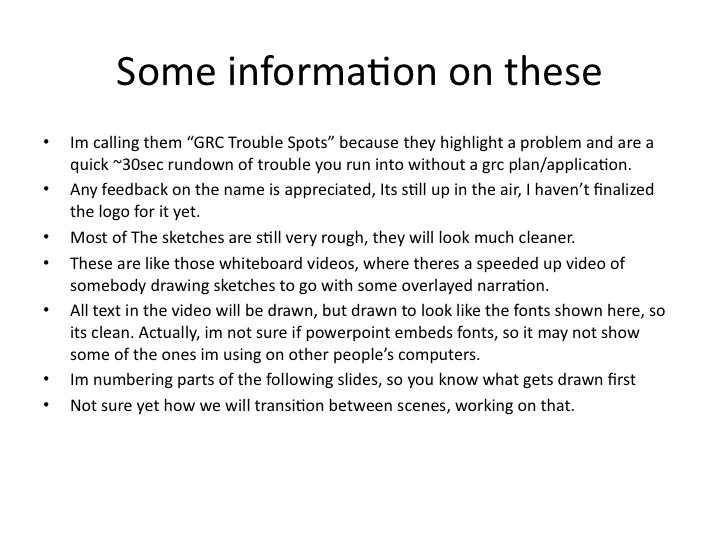 Some information on these
• Im calling them “GRC Trouble Spots” because they highlight a problem and are a
quick ~30sec rundown of trouble you run into without a grc plan/application.
• Any feedback on the name is appreciated, Its still up in the air, I haven’t finalized
the logo for it yet.
• Most of The sketches are still very rough, they will look much cleaner.
• These are like those whiteboard videos, where theres a speeded up video of
somebody drawing sketches to go with some overlayed narration.
• All text in the video will be drawn, but drawn to look like the fonts shown here, so
its clean. Actually, im not sure if powerpoint embeds fonts, so it may not show
some of the ones im using on other people’s computers.
• Im numbering parts of the following slides, so you know what gets drawn first
• Not sure yet how we will transition between scenes, working on that.